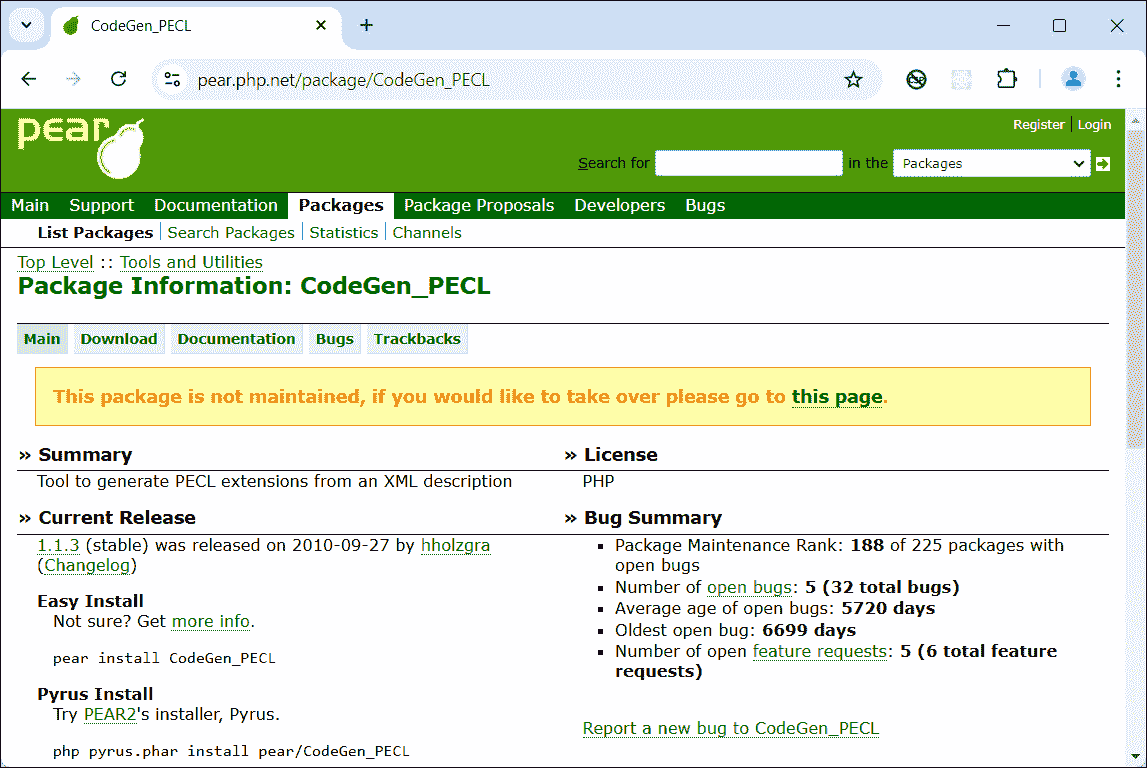 CodeGen_PECL
pear.php.net/package/CodeGen_PECL
pear
Register Login
Search for in the Packages
Main Support Documentation Packages Package Proposals Developers Bugs
List Packages Search Packages Statistics Channels
Top Level :: Tools and Utilities
Package Information: CodeGen_PECL
Main Download Documentation Bugs Trackbacks
This package is not maintained, if you would like to take over please go to this page.
» Summary
Tool to generate PECL extensions from an XML description
» License
PHP
» Current Release
1.1.3 (stable) was released on 2010-09-27 by hholzgra
(Changelog)
Easy Install
Not sure? Get more info.
pear install CodeGen_PECL
Pyrus Install
Try PEAR2's installer, Pyrus.
php pyrus.phar install pear/CodeGen_PECL
» Bug Summary
Package Maintenance Rank: 188 of 225 packages with
open bugs
Number of open bugs: 5 (32 total bugs)
Average age of open bugs: 5720 days
Oldest open bug: 6699 days
Number of open feature requests: 5 (6 total feature
requests)
Report a new bug to CodeGen_PECL